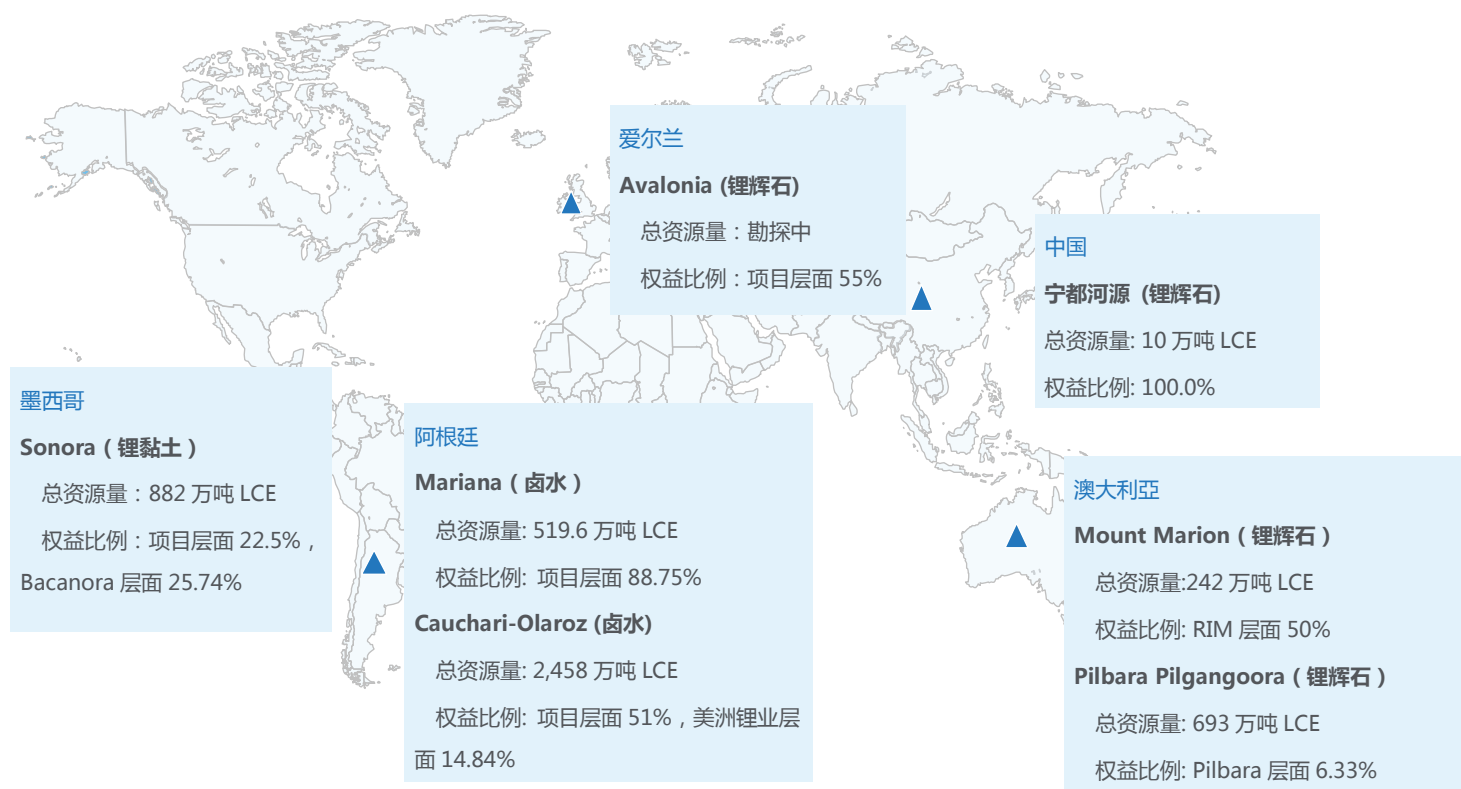 爱尔兰
Avalonia (锂辉石)
总资源量：勘探中
权益比例：项目层面 55%
中国
宁都河源 (锂辉石)
总资源量: 10 万吨 LCE
权益比例: 100.0%
墨西哥
Sonora（锂黏土）
总资源量：882 万吨 LCE
权益比例：项目层面 22.5%，
Bacanora 层面 25.74%
阿根廷
Mariana（卤水）
总资源量: 519.6 万吨 LCE
权益比例: 项目层面 88.75%
Cauchari-Olaroz (卤水)
总资源量: 2,458 万吨 LCE
权益比例: 项目层面 51%，美洲锂业层
面 14.84%
澳大利亞
Mount Marion（锂辉石）
总资源量:242 万吨 LCE
权益比例: RIM 层面 50%
Pilbara Pilgangoora（锂辉石）
总资源量: 693 万吨 LCE
权益比例: Pilbara 层面 6.33%